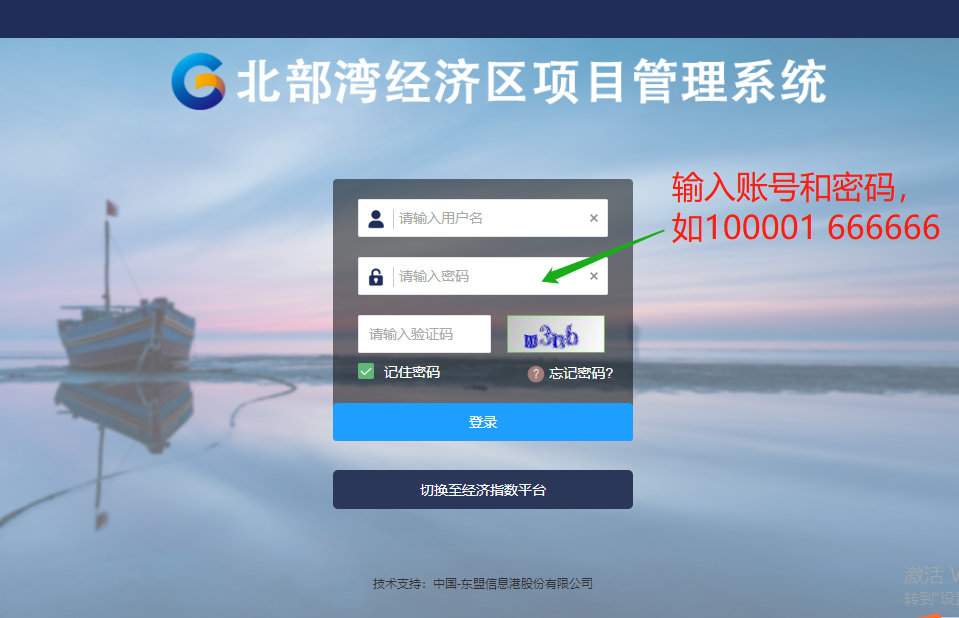 北部湾经济区项目管理系统
输入账号和密码，
如100001 666666
请输入用户名
请输入密码
请输入验证码
w3nb
记住密码
忘记密码?
登录
切换至经济指数平台
技术支持：中国-东盟信息港股份有限公司
激活
转到"设